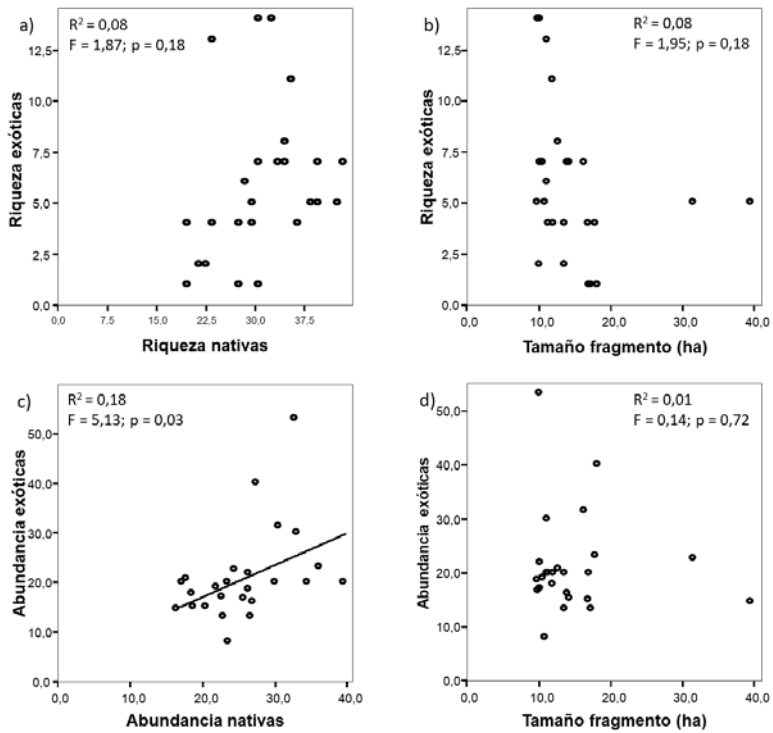 a)
R² = 0,08
F = 1,87; p = 0,18
Riqueza exóticas
12,5
10,0
7,5
5,0
2,5
0,0
0,0 7,5 22,5 30,0 37,5
Riqueza nativas
b)
R² = 0,08
F = 1,95; p = 0,18
Riqueza exóticas
12,5
10,0
7,5
5,0
2,5
0,0
0,0 10,0 20,0 30,0 40,0
Tamaño fragmento (ha)
c)
R² = 0,18
F = 5,13; p = 0,03
Abundancia exóticas
50,0
40,0
30,0
20,0
10,0
0,0
0,0 10,0 20,0 30,0 40,0
Abundancia nativas
d)
R² = 0,01
F = 0,14; p = 0,72
Abundancia exóticas
50,0
40,0
30,0
20,0
10,0
0,0
0,0 10,0 20,0 30,0 40,0
Tamaño fragmento (ha)